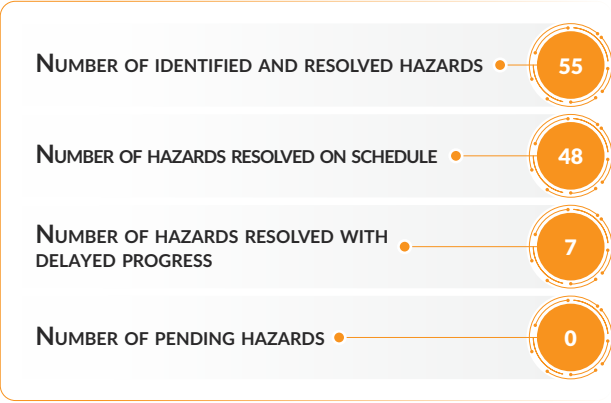 Number of identified and resolved hazards 55
Number of hazards resolved on schedule 48
Number of hazards resolved with
delayed progress 7
Number of pending hazards 0